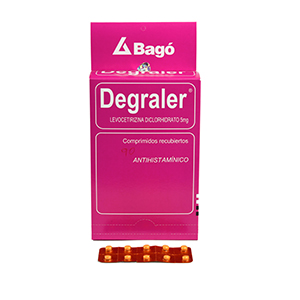 Bagó
Degraler®
LEVOCETIRIZINA DICLORHIDRATO 5mg
Comprimidos recubiertos
ANTIHISTAMÍNICO